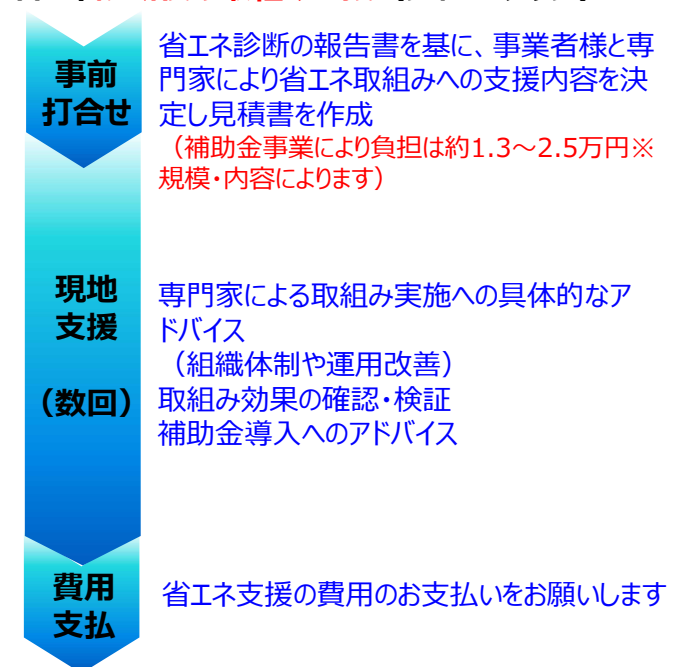 事前
打合せ
省エネ診断の報告書を基に、事業者様と専
門家により省エネ取組みへの支援内容を決
定し見積書を作成
（補助金事業により負担は約1.3～2.5万円※
規模・内容によります）
現地
支援
（数回）
専門家による取組み実施への具体的なア
ドバイス
（組織体制や運用改善）
取組み効果の確認・検証
補助金導入へのアドバイス
費用
支払
省エネ支援の費用のお支払いをお願いします